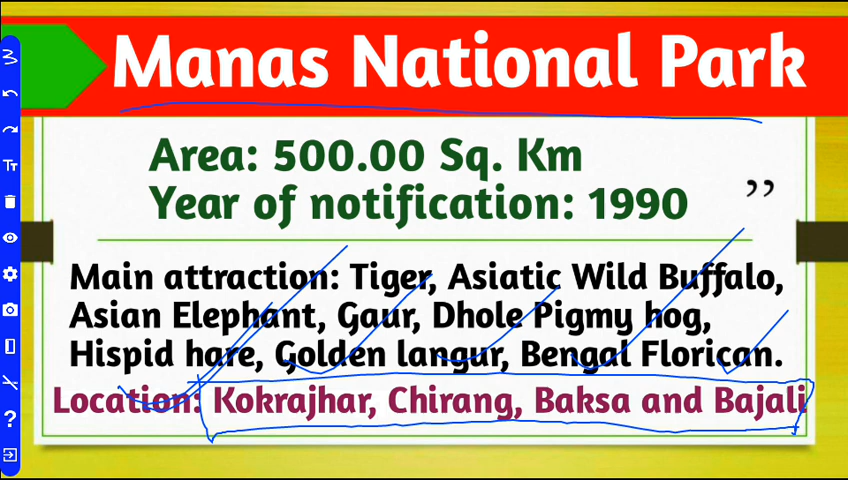 Manas National Park
Area: 500.00 Sq. Km
Year of notification: 1990
”
Main attraction: Tiger, Asiatic Wild Buffalo,
Asian Elephant, Gaur, Dhole Pigmy hog,
Hispid hare, Golden langur, Bengal Florican.
Location: Kokrajhar, Chirang, Baksa and Bajali